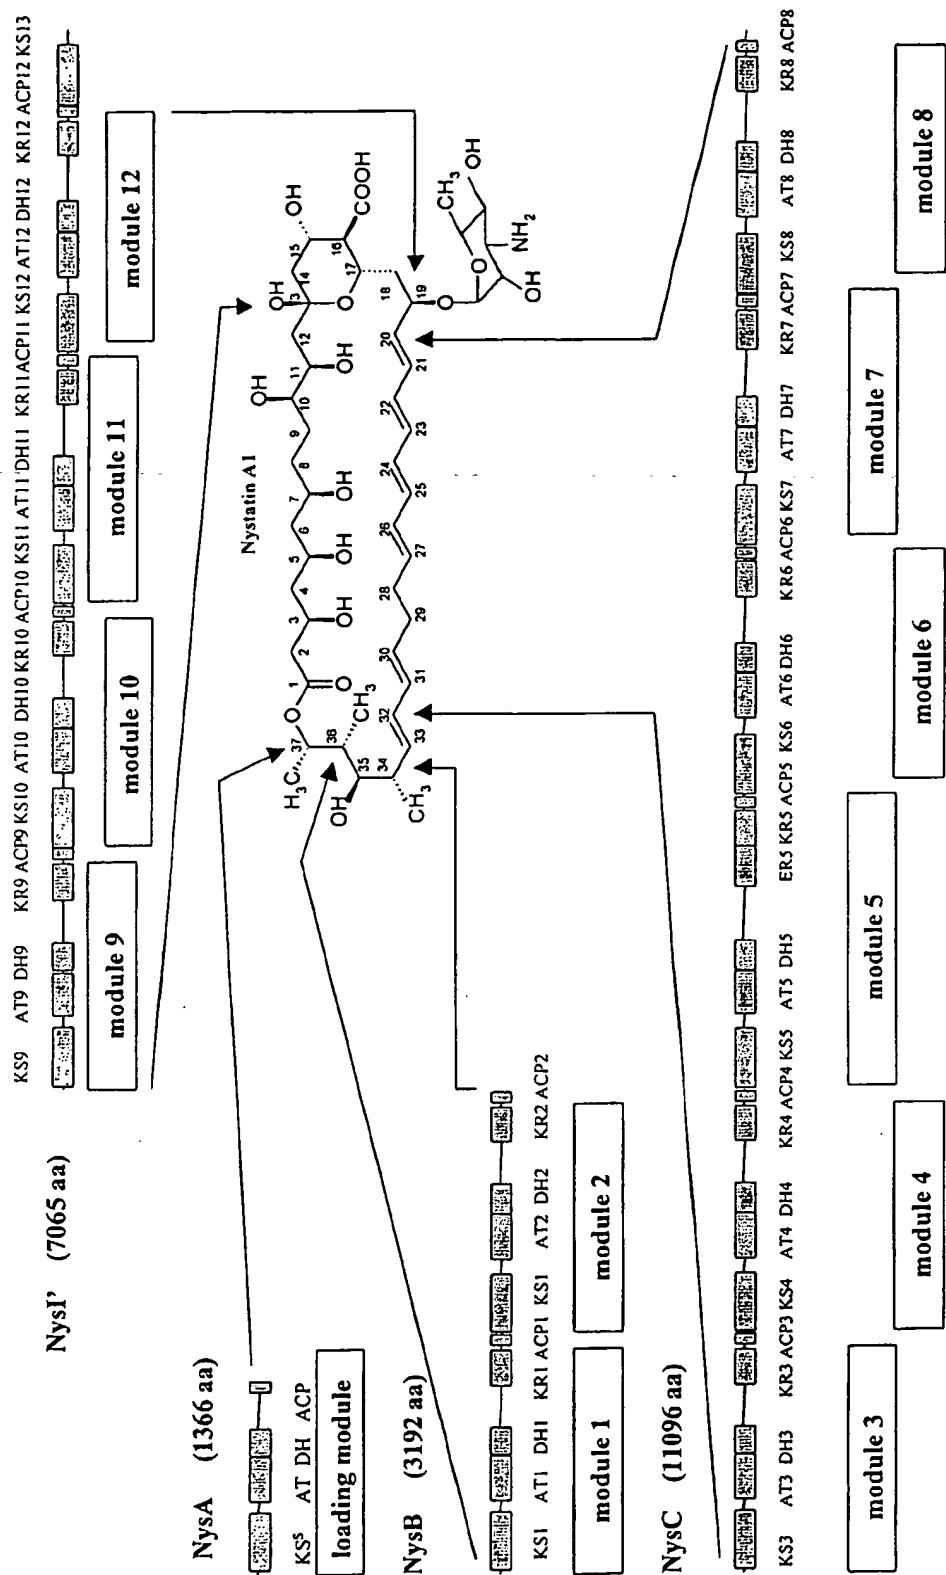 NysI' (7065 aa)
KS9 AT9 DH9 KR9 ACP9 KS10 AT10 DH10 KR10 ACP10 KS11 AT11 DH11 KR11 ACP11 KS12 AT12 DH12 KR12 ACP12 KS13
module 9
module 10
module 11
module 12
NysA (1366 aa)
KSS AT DH ACP
loading module
NysB (3192 aa)
KS1 AT1 DH1 KR1 ACP1 KS1 AT2 DH2 KR2 ACP2
module 1
module 2
Nystatin A1
OH OH
OH 13 14 15 16 COOH
12 O 17
11 OH 18
10 9 8 7 OH 19 O
6 5 OH 20 21
4 3 OH 22 23
2 1 O O 24 25
26 27
28 29
30 31
32 33
H3C 37 36 CH3
OH 35 34 CH3
CH3 OH
O NH2
OH
NysC (11096 aa)
KS3 AT3 DH3 KR3 ACP3 KS4 AT4 DH4 KR4 ACP4 KS5 AT5 DH5 ER5 KR5 ACP5 KS6 AT6 DH6 KR6 ACP6 KS7 AT7 DH7 KR7 ACP7 KS8 AT8 DH8 KR8 ACP8
module 3
module 4
module 5
module 6
module 7
module 8